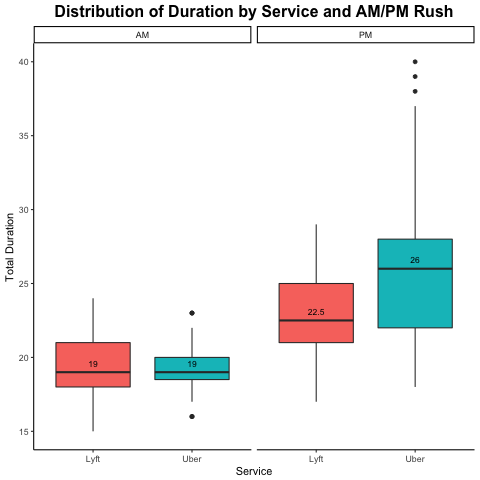 Distribution of Duration by Service and AM/PM Rush
AM
PM
40
35
30
25
20
15
Total Duration
19
19
22.5
26
Lyft
Uber
Lyft
Uber
Service